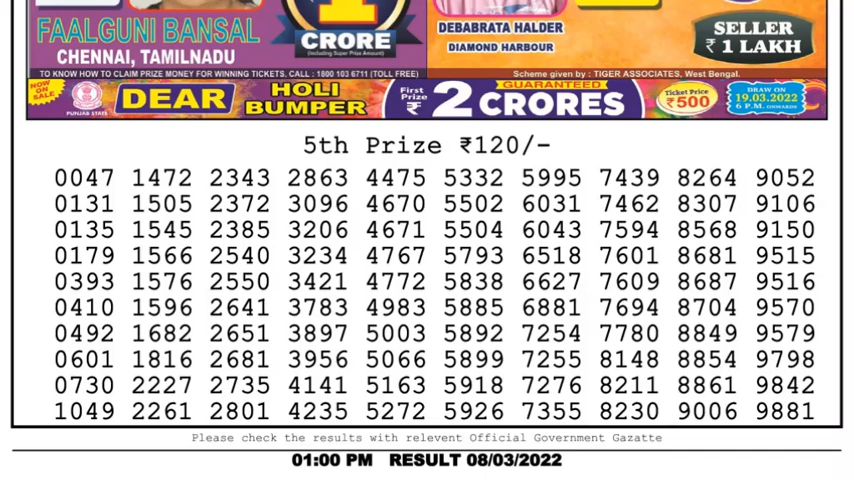 1
CRORE
(Including Super Prize Amount)
FAALGUNI BANSAL
CHENNAI, TAMILNADU
DEBABRATA HALDER
DIAMOND HARBOUR
SELLER
₹ 1 LAKH
TO KNOW HOW TO CLAIM PRIZE MONEY FOR WINNING TICKETS. CALL : 1800 103 6711 (TOLL FREE)
Scheme given by : TIGER ASSOCIATES, West Bengal.
NOW ON SALE
PUNJAB STATE
DEAR
HOLI
BUMPER
First
Prize
₹
GUARANTEED
2 CRORES
Ticket Price
₹500
DRAW ON
19.03.2022
6 P.M. ONWARDS
5th Prize ₹120/-
0047 1472 2343 2863 4475 5332 5995 7439 8264 9052
0131 1505 2372 3096 4670 5502 6031 7462 8307 9106
0135 1545 2385 3206 4671 5504 6043 7594 8568 9150
0179 1566 2540 3234 4767 5793 6518 7601 8681 9515
0393 1576 2550 3421 4772 5838 6627 7609 8687 9516
0410 1596 2641 3783 4983 5885 6881 7694 8704 9570
0492 1682 2651 3897 5003 5892 7254 7780 8849 9579
0601 1816 2681 3956 5066 5899 7255 8148 8854 9798
0730 2227 2735 4141 5163 5918 7276 8211 8861 9842
1049 2261 2801 4235 5272 5926 7355 8230 9006 9881
Please check the results with relevent Official Government Gazatte
01:00 PM RESULT 08/03/2022